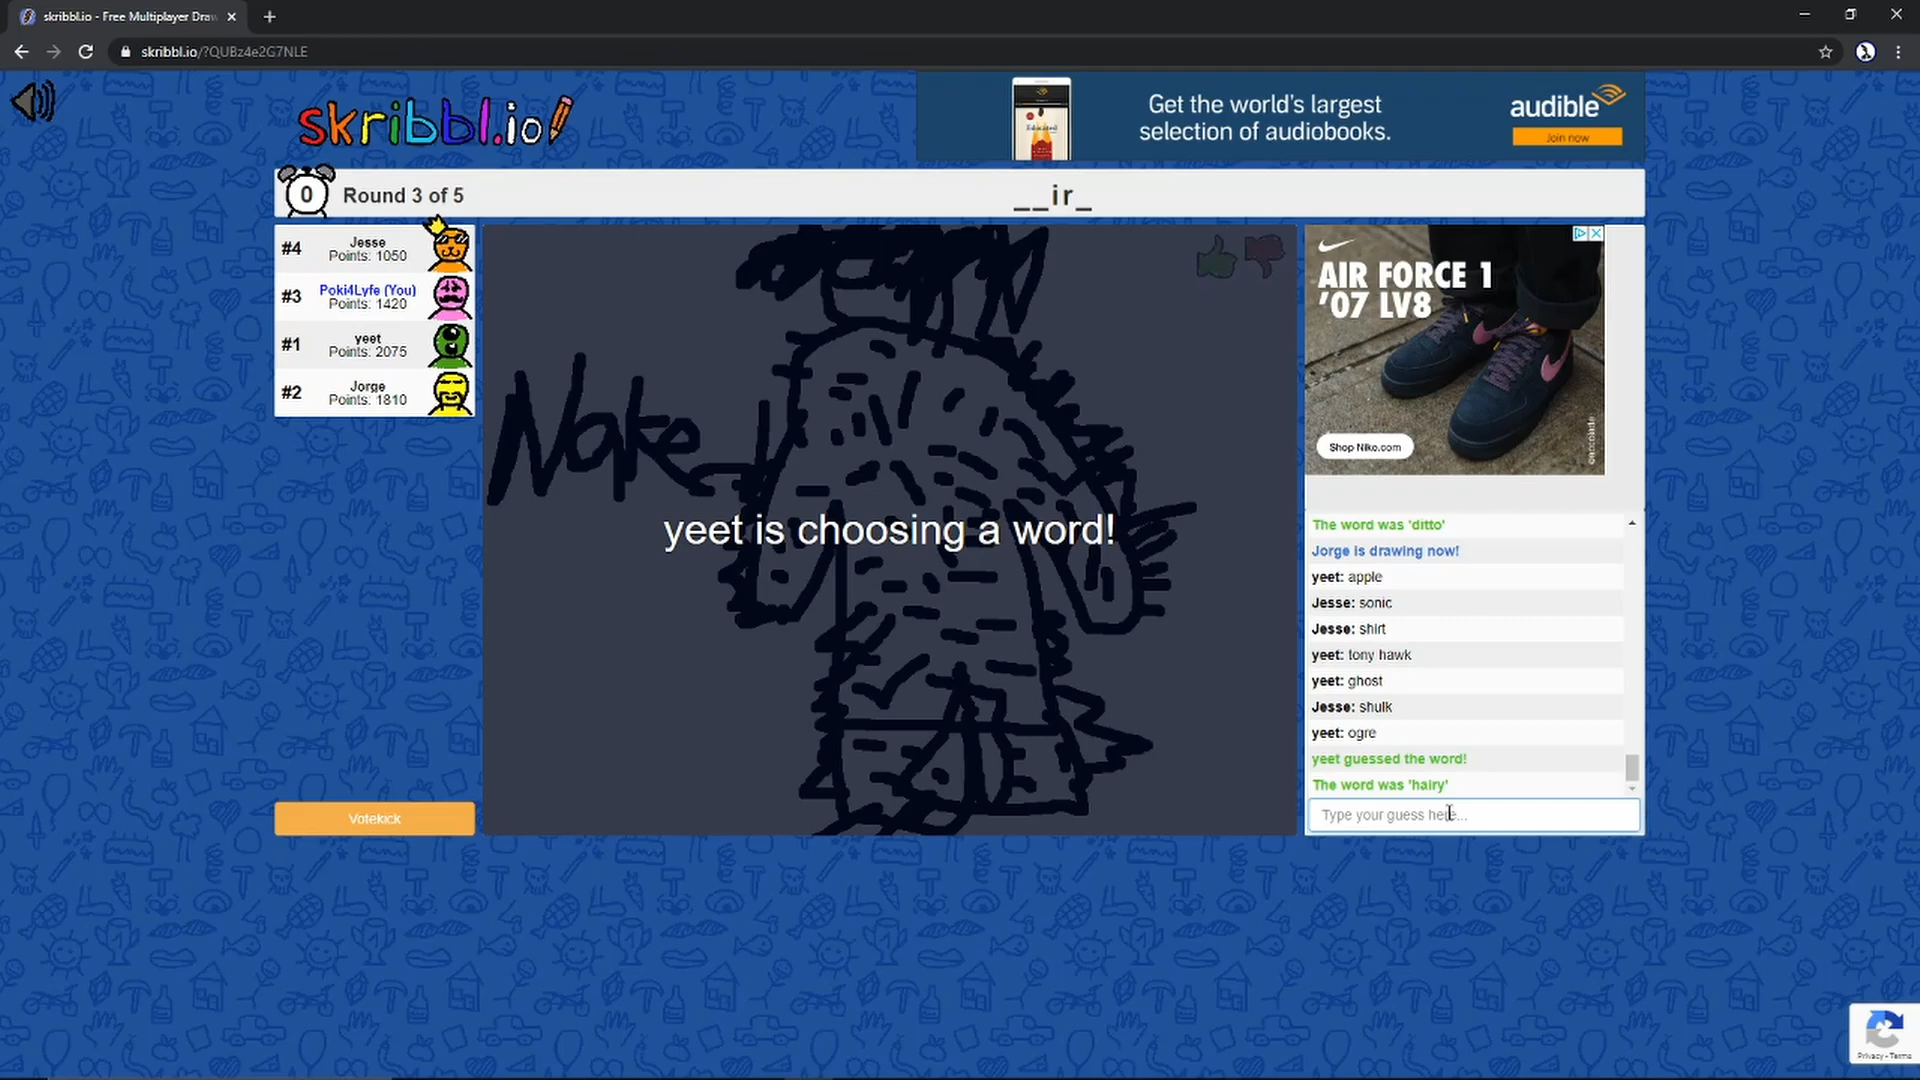 skribbl.io - Free Multiplayer Draw
skribbl.io/?QUBz4e2G7NLE
skribbl.io
Get the world's largest
selection of audiobooks.
audible
Join now
0
Round 3 of 5
__ir_
#4 Jesse
Points: 1050
#3 Poki4Lyfe (You)
Points: 1420
#1 yeet
Points: 2075
#2 Jorge
Points: 1810
Votekick
yeet is choosing a word!
AIR FORCE 1
'07 LV8
Shop Nike.com
The word was 'ditto'
Jorge is drawing now!
yeet: apple
Jesse: sonic
Jesse: shirt
yeet: tony hawk
yeet: ghost
Jesse: shulk
yeet: ogre
yeet guessed the word!
The word was 'hairy'
Type your guess here...
Privacy - Terms